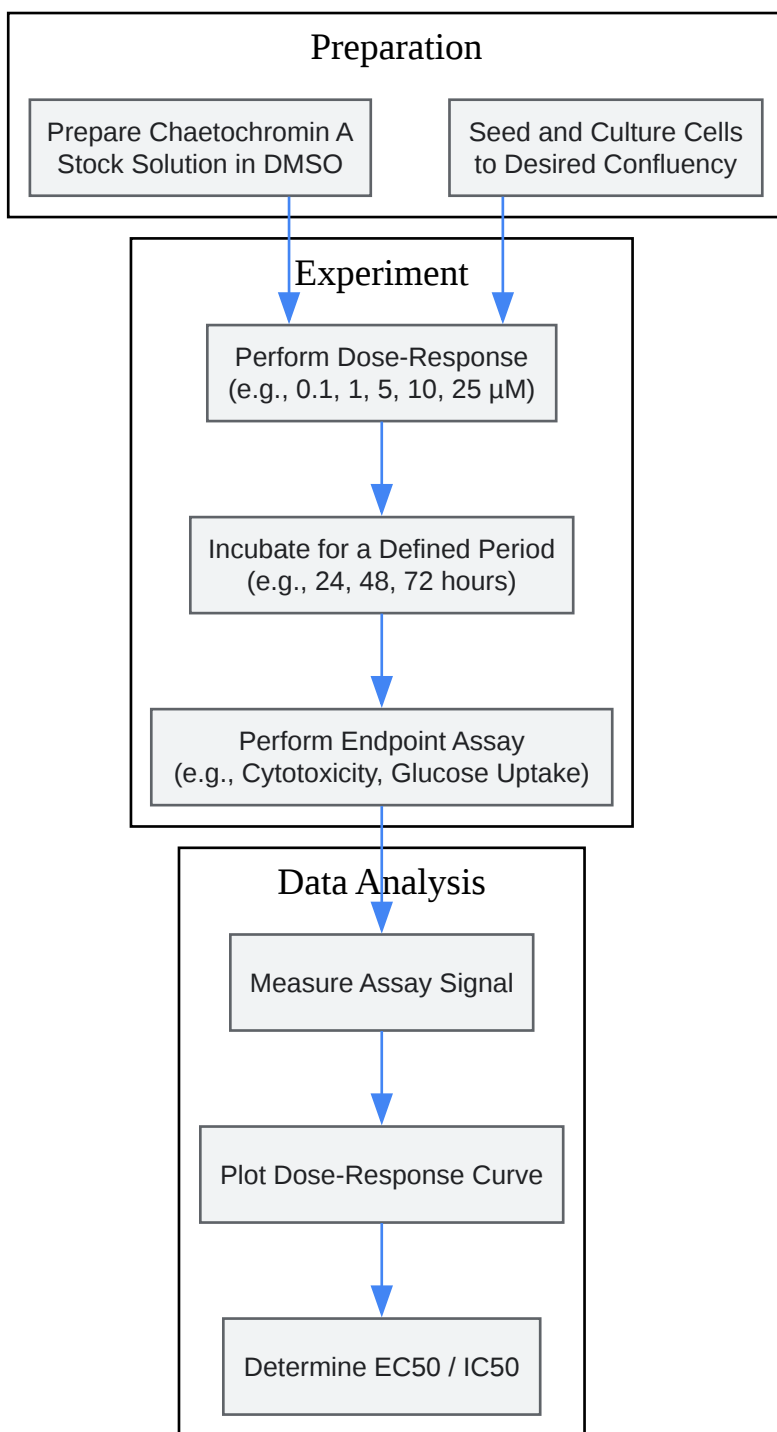 Preparation
Prepare Chaetochromin A
Stock Solution in DMSO
Seed and Culture Cells
to Desired Confluency
Experiment
Perform Dose-Response
(e.g., 0.1, 1, 5, 10, 25 µM)
Incubate for a Defined Period
(e.g., 24, 48, 72 hours)
Perform Endpoint Assay
(e.g., Cytotoxicity, Glucose Uptake)
Data Analysis
Measure Assay Signal
Plot Dose-Response Curve
Determine EC50 / IC50